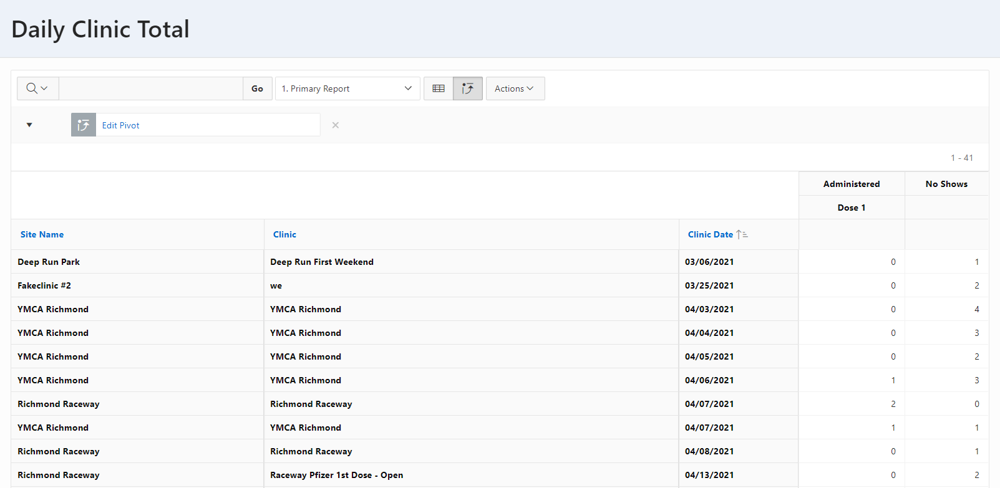 Daily Clinic Total
Go 1. Primary Report Actions
Edit Pivot
1 - 41
Administered No Shows
Dose 1
Site Name Clinic Clinic Date
Deep Run Park Deep Run First Weekend 03/06/2021 0 1
Fakeclinic #2 we 03/25/2021 0 2
YMCA Richmond YMCA Richmond 04/03/2021 0 4
YMCA Richmond YMCA Richmond 04/04/2021 0 3
YMCA Richmond YMCA Richmond 04/05/2021 0 2
YMCA Richmond YMCA Richmond 04/06/2021 1 3
Richmond Raceway Richmond Raceway 04/07/2021 2 0
YMCA Richmond YMCA Richmond 04/07/2021 1 1
Richmond Raceway Richmond Raceway 04/08/2021 0 1
Richmond Raceway Raceway Pfizer 1st Dose - Open 04/13/2021 0 2